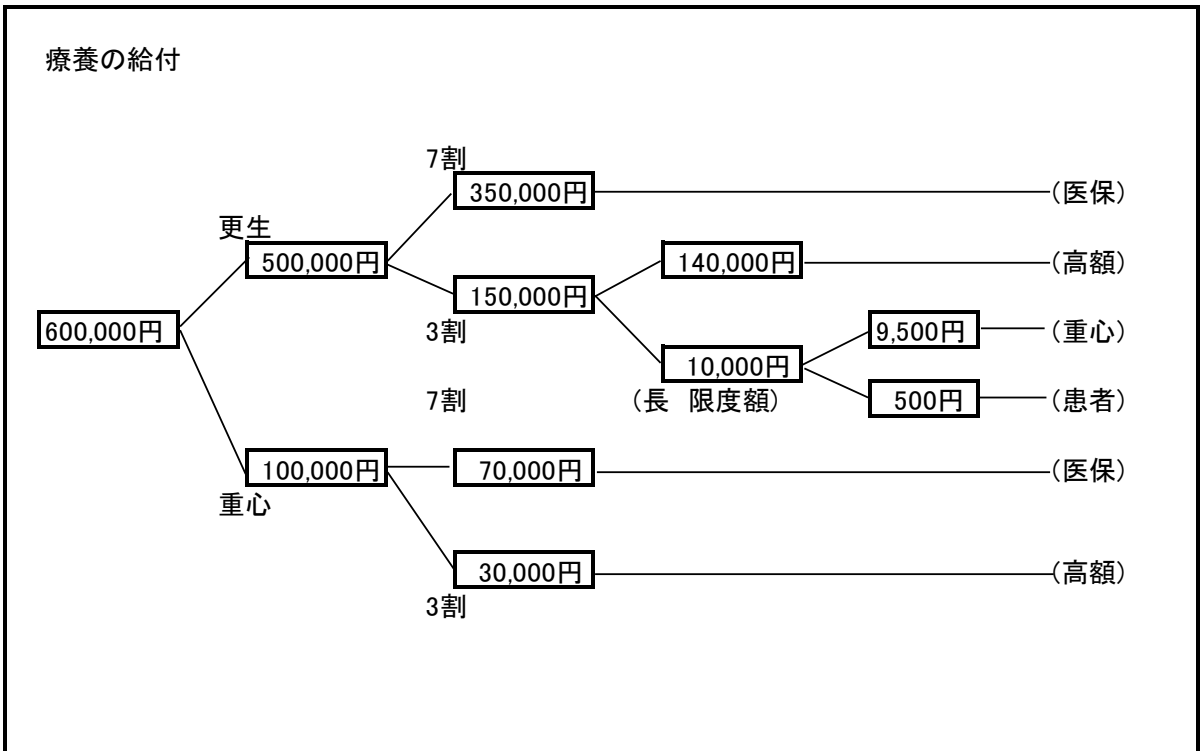 療養の給付
7割
350,000円
(医保)
更生
500,000円
140,000円
(高額)
150,000円
3割
600,000円
9,500円
(重心)
10,000円
(長 限度額)
500円
(患者)
7割
100,000円
70,000円
(医保)
重心
30,000円
(高額)
3割